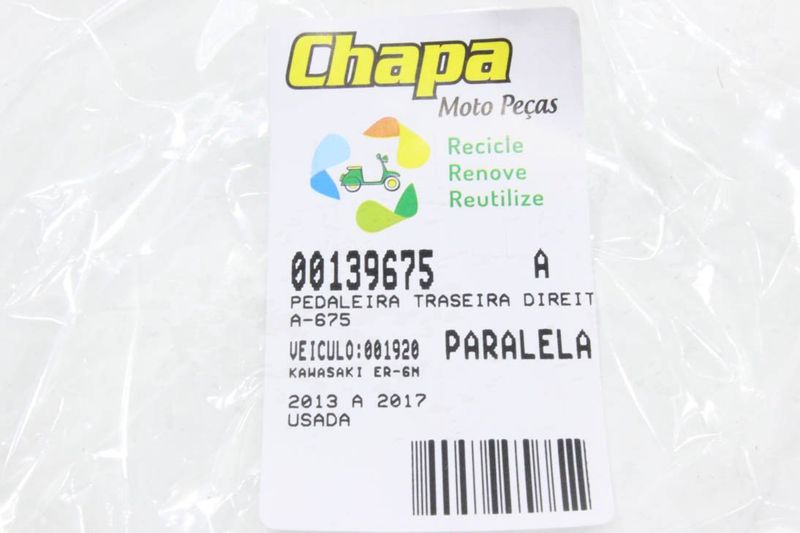 Chapa
Moto Peças
Recicle
Renove
Reutilize
00139675 A
PEDALEIRA TRASEIRA DIREIT
A-675
VEICULO:001920 PARALELA
KAWASAKI ER-6N
2013 A 2017
USADA